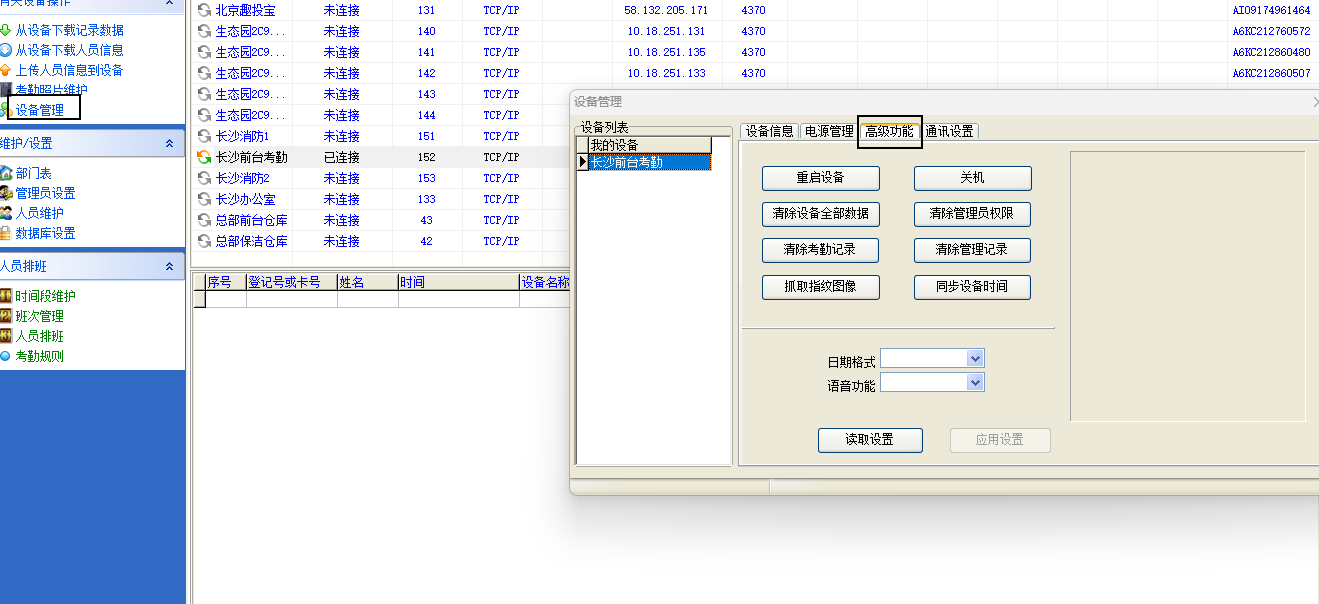 有关设备操作
从设备下载记录数据
从设备下载人员信息
上传人员信息到设备
考勤照片维护
设备管理
维护/设置
部门表
管理员设置
人员维护
数据库设置
人员排班
时间段维护
班次管理
人员排班
考勤规则
北京趣投宝 未连接 131 TCP/IP 58.132.205.171 4370 AI09174961464
生态园2C9... 未连接 140 TCP/IP 10.18.251.131 4370 A6KC212760572
生态园2C9... 未连接 141 TCP/IP 10.18.251.135 4370 A6KC212860480
生态园2C9... 未连接 142 TCP/IP 10.18.251.133 4370 A6KC212860507
生态园2C9... 未连接 143 TCP/IP
生态园2C9... 未连接 144 TCP/IP
长沙消防1 未连接 151 TCP/IP
长沙前台考勤 已连接 152 TCP/IP
长沙消防2 未连接 153 TCP/IP
长沙办公室 未连接 133 TCP/IP
总部前台仓库 未连接 43 TCP/IP
总部保洁仓库 未连接 42 TCP/IP
序号 登记号或卡号 姓名 时间 设备名称
设备管理
设备列表
我的设备
长沙前台考勤
设备信息 电源管理 高级功能 通讯设置
重启设备 关机
清除设备全部数据 清除管理员权限
清除考勤记录 清除管理记录
抓取指纹图像 同步设备时间
日期格式
语音功能
读取设置 应用设置